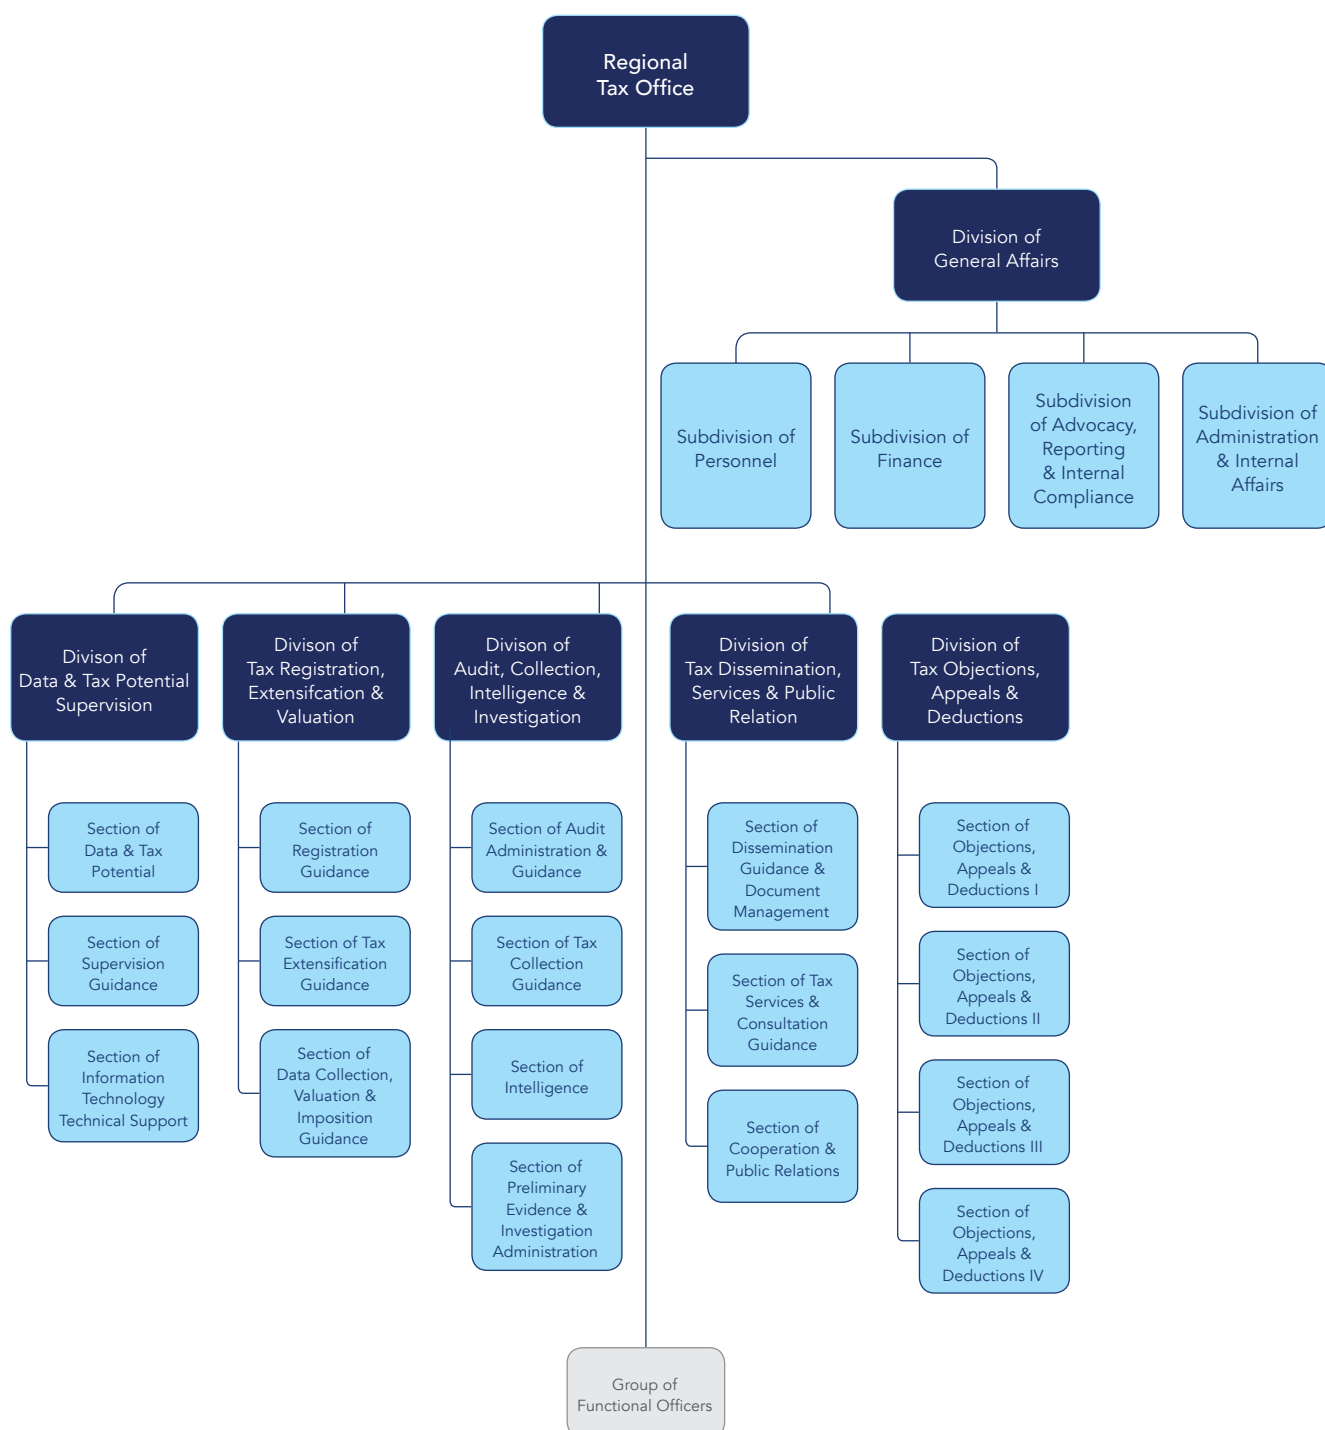 Regional
Tax Office
Division of
General Affairs
Subdivision of
Personnel
Subdivision of
Finance
Subdivision
of Advocacy,
Reporting
& Internal
Compliance
Subdivision of
Administration
& Internal
Affairs
Divison of
Data & Tax Potential
Supervision
Divison of
Tax Registration,
Extensifcation &
Valuation
Divison of
Audit, Collection,
Intelligence &
Investigation
Division of
Tax Dissemination,
Services & Public
Relation
Division of
Tax Objections,
Appeals &
Deductions
Section of
Data & Tax
Potential
Section of
Supervision
Guidance
Section of
Information
Technology
Technical Support
Section of
Registration
Guidance
Section of Tax
Extensification
Guidance
Section of
Data Collection,
Valuation &
Imposition
Guidance
Section of Audit
Administration &
Guidance
Section of Tax
Collection
Guidance
Section of
Intelligence
Section of
Preliminary
Evidence &
Investigation
Administration
Section of
Dissemination
Guidance &
Document
Management
Section of Tax
Services &
Consultation
Guidance
Section of
Cooperation &
Public Relations
Section of
Objections,
Appeals &
Deductions I
Section of
Objections,
Appeals &
Deductions II
Section of
Objections,
Appeals &
Deductions III
Section of
Objections,
Appeals &
Deductions IV
Group of
Functional Officers